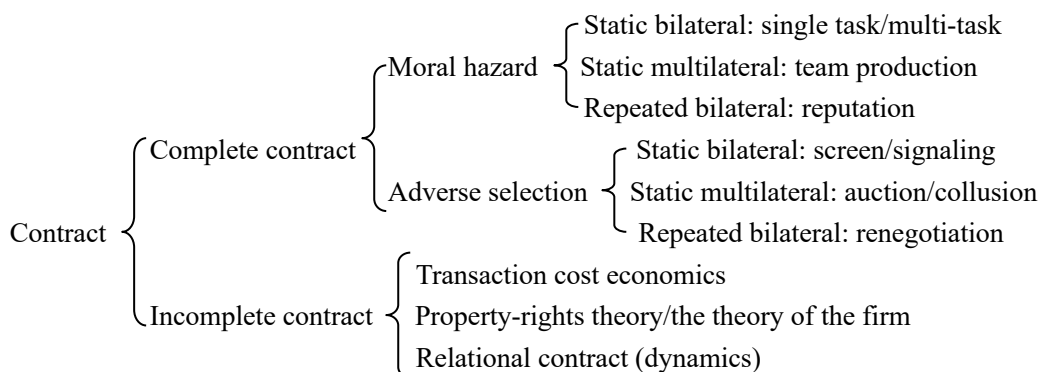 Static bilateral: single task/multi-task
Moral hazard
Static multilateral: team production
Repeated bilateral: reputation
Complete contract
Static bilateral: screen/signaling
Adverse selection
Static multilateral: auction/collusion
Contract
Repeated bilateral: renegotiation
Transaction cost economics
Incomplete contract
Property-rights theory/the theory of the firm
Relational contract (dynamics)